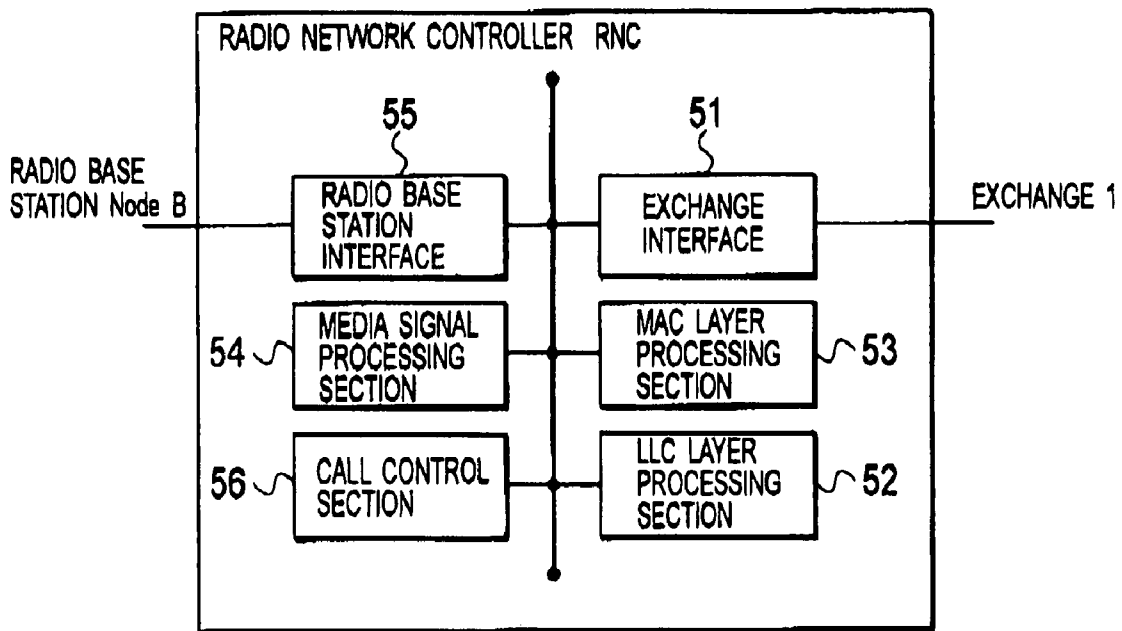 RADIO NETWORK CONTROLLER RNC
55
51
RADIO BASE
STATION Node B
RADIO BASE
STATION
INTERFACE
EXCHANGE
INTERFACE
EXCHANGE 1
54
MEDIA SIGNAL
PROCESSING
SECTION
MAC LAYER
PROCESSING
SECTION
53
56
CALL CONTROL
SECTION
LLC LAYER
PROCESSING
SECTION
52